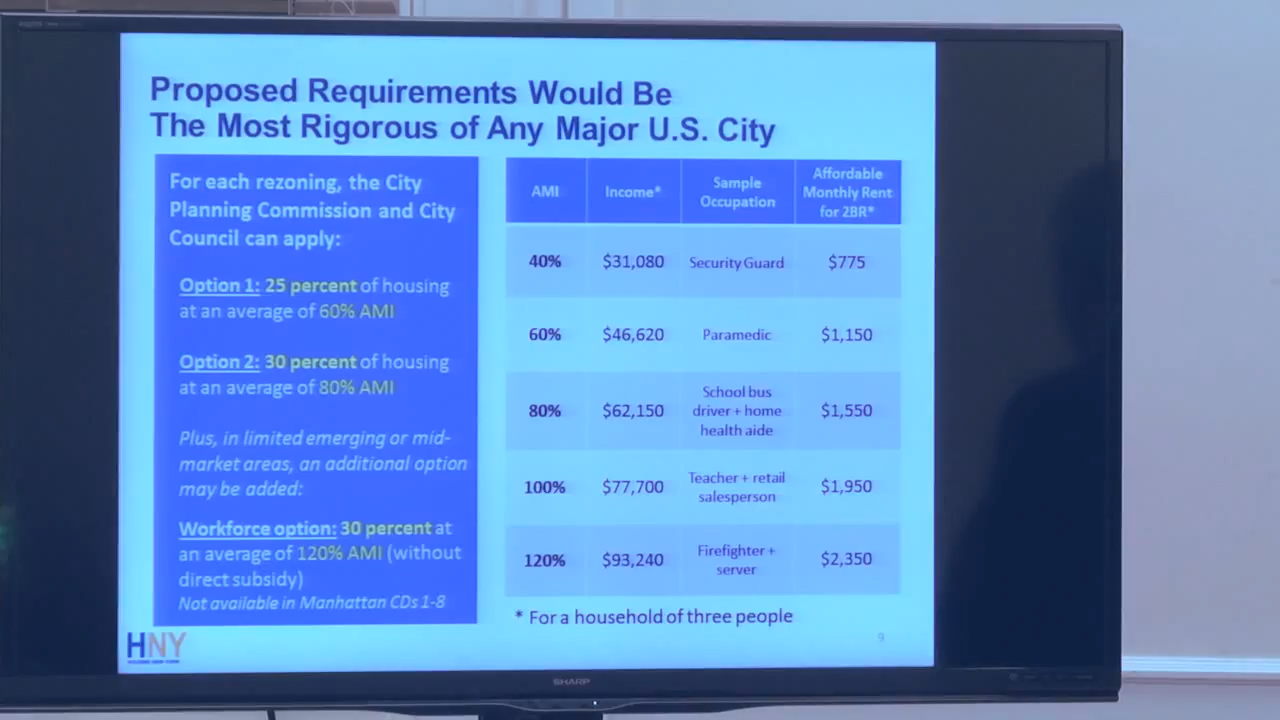 Proposed Requirements Would Be
The Most Rigorous of Any Major U.S. City
For each rezoning, the City
Planning Commission and City
Council can apply:
Option 1: 25 percent of housing
at an average of 60% AMI
Option 2: 30 percent of housing
at an average of 80% AMI
Plus, in limited emerging or mid-
market areas, an additional option
may be added:
Workforce option: 30 percent at
an average of 120% AMI (without
direct subsidy)
Not available in Manhattan CDs 1-8
AMI
Income*
Sample
Occupation
Affordable
Monthly Rent
for 2BR*
40%
$31,080
Security Guard
$775
60%
$46,620
Paramedic
$1,150
80%
$62,150
School bus
driver + home
health aide
$1,550
100%
$77,700
Teacher + retail
salesperson
$1,950
120%
$93,240
Firefighter +
server
$2,350
* For a household of three people
HNY
9
SHARP